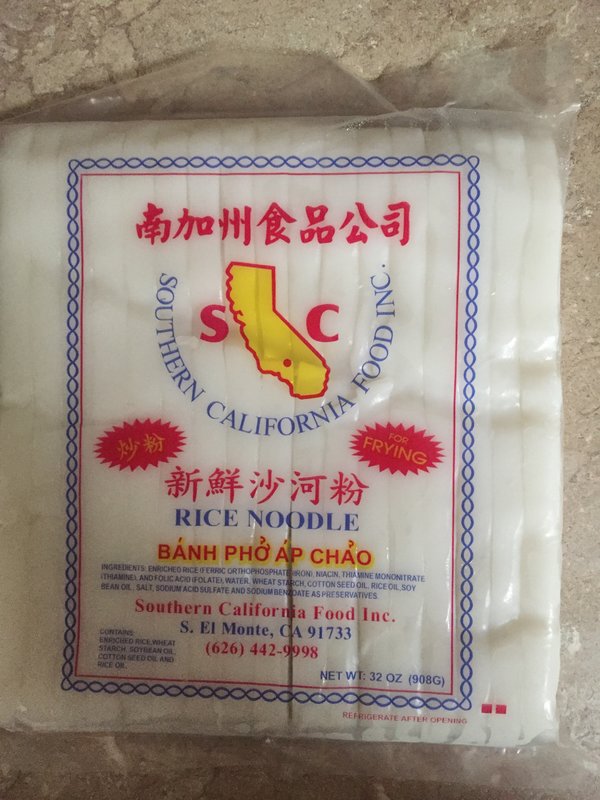 南加州食品公司
S C
SOUTHERN CALIFORNIA FOOD INC.
炒粉
FOR
FRYING
新鮮沙河粉
RICE NOODLE
BÁNH PHỞ ÁP CHẢO
INGREDIENTS: ENRICHED RICE (FERRIC ORTHOPHOSPHATE (IRON), NIACIN, THIAMINE MONONITRATE
(THIAMINE), AND FOLIC ACID (FOLATE), WATER, WHEAT STARCH, COTTON SEED OIL, RICE OIL, SOY
BEAN OIL, SALT, SODIUM ACID SULFATE AND SODIUM BENZOATE AS PRESERVATIVES.
Southern California Food Inc.
S. El Monte, CA 91733
(626) 442-9998
CONTAINS:
ENRICHED RICE, WHEAT
STARCH, SOYBEAN OIL,
COTTON SEED OIL AND
RICE OIL.
NET WT: 32 OZ (908G)
REFRIGERATE AFTER OPENING